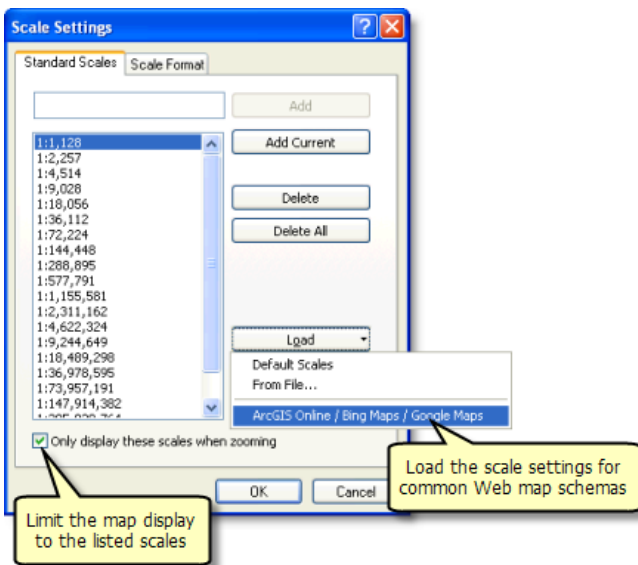 Scale Settings
Standard Scales
Scale Format
Add
1:1,128
Add Current
1:2,257
1:4,514
1:9,028
Delete
1:18,056
1:36,112
Delete All
1:72,224
1:144,448
1:288,895
1:577,791
1:1,155,581
1:2,311,162
1:4,622,324
1:9,244,649
Load
1:18,489,298
Default Scales
1:36,978,595
From File...
1:73,957,191
1:147,914,382
ArcGIS Online / Bing Maps / Google Maps
Only display these scales when zooming
Load the scale settings for
common Web map schemas
OK
Cancel
Limit the map display
to the listed scales